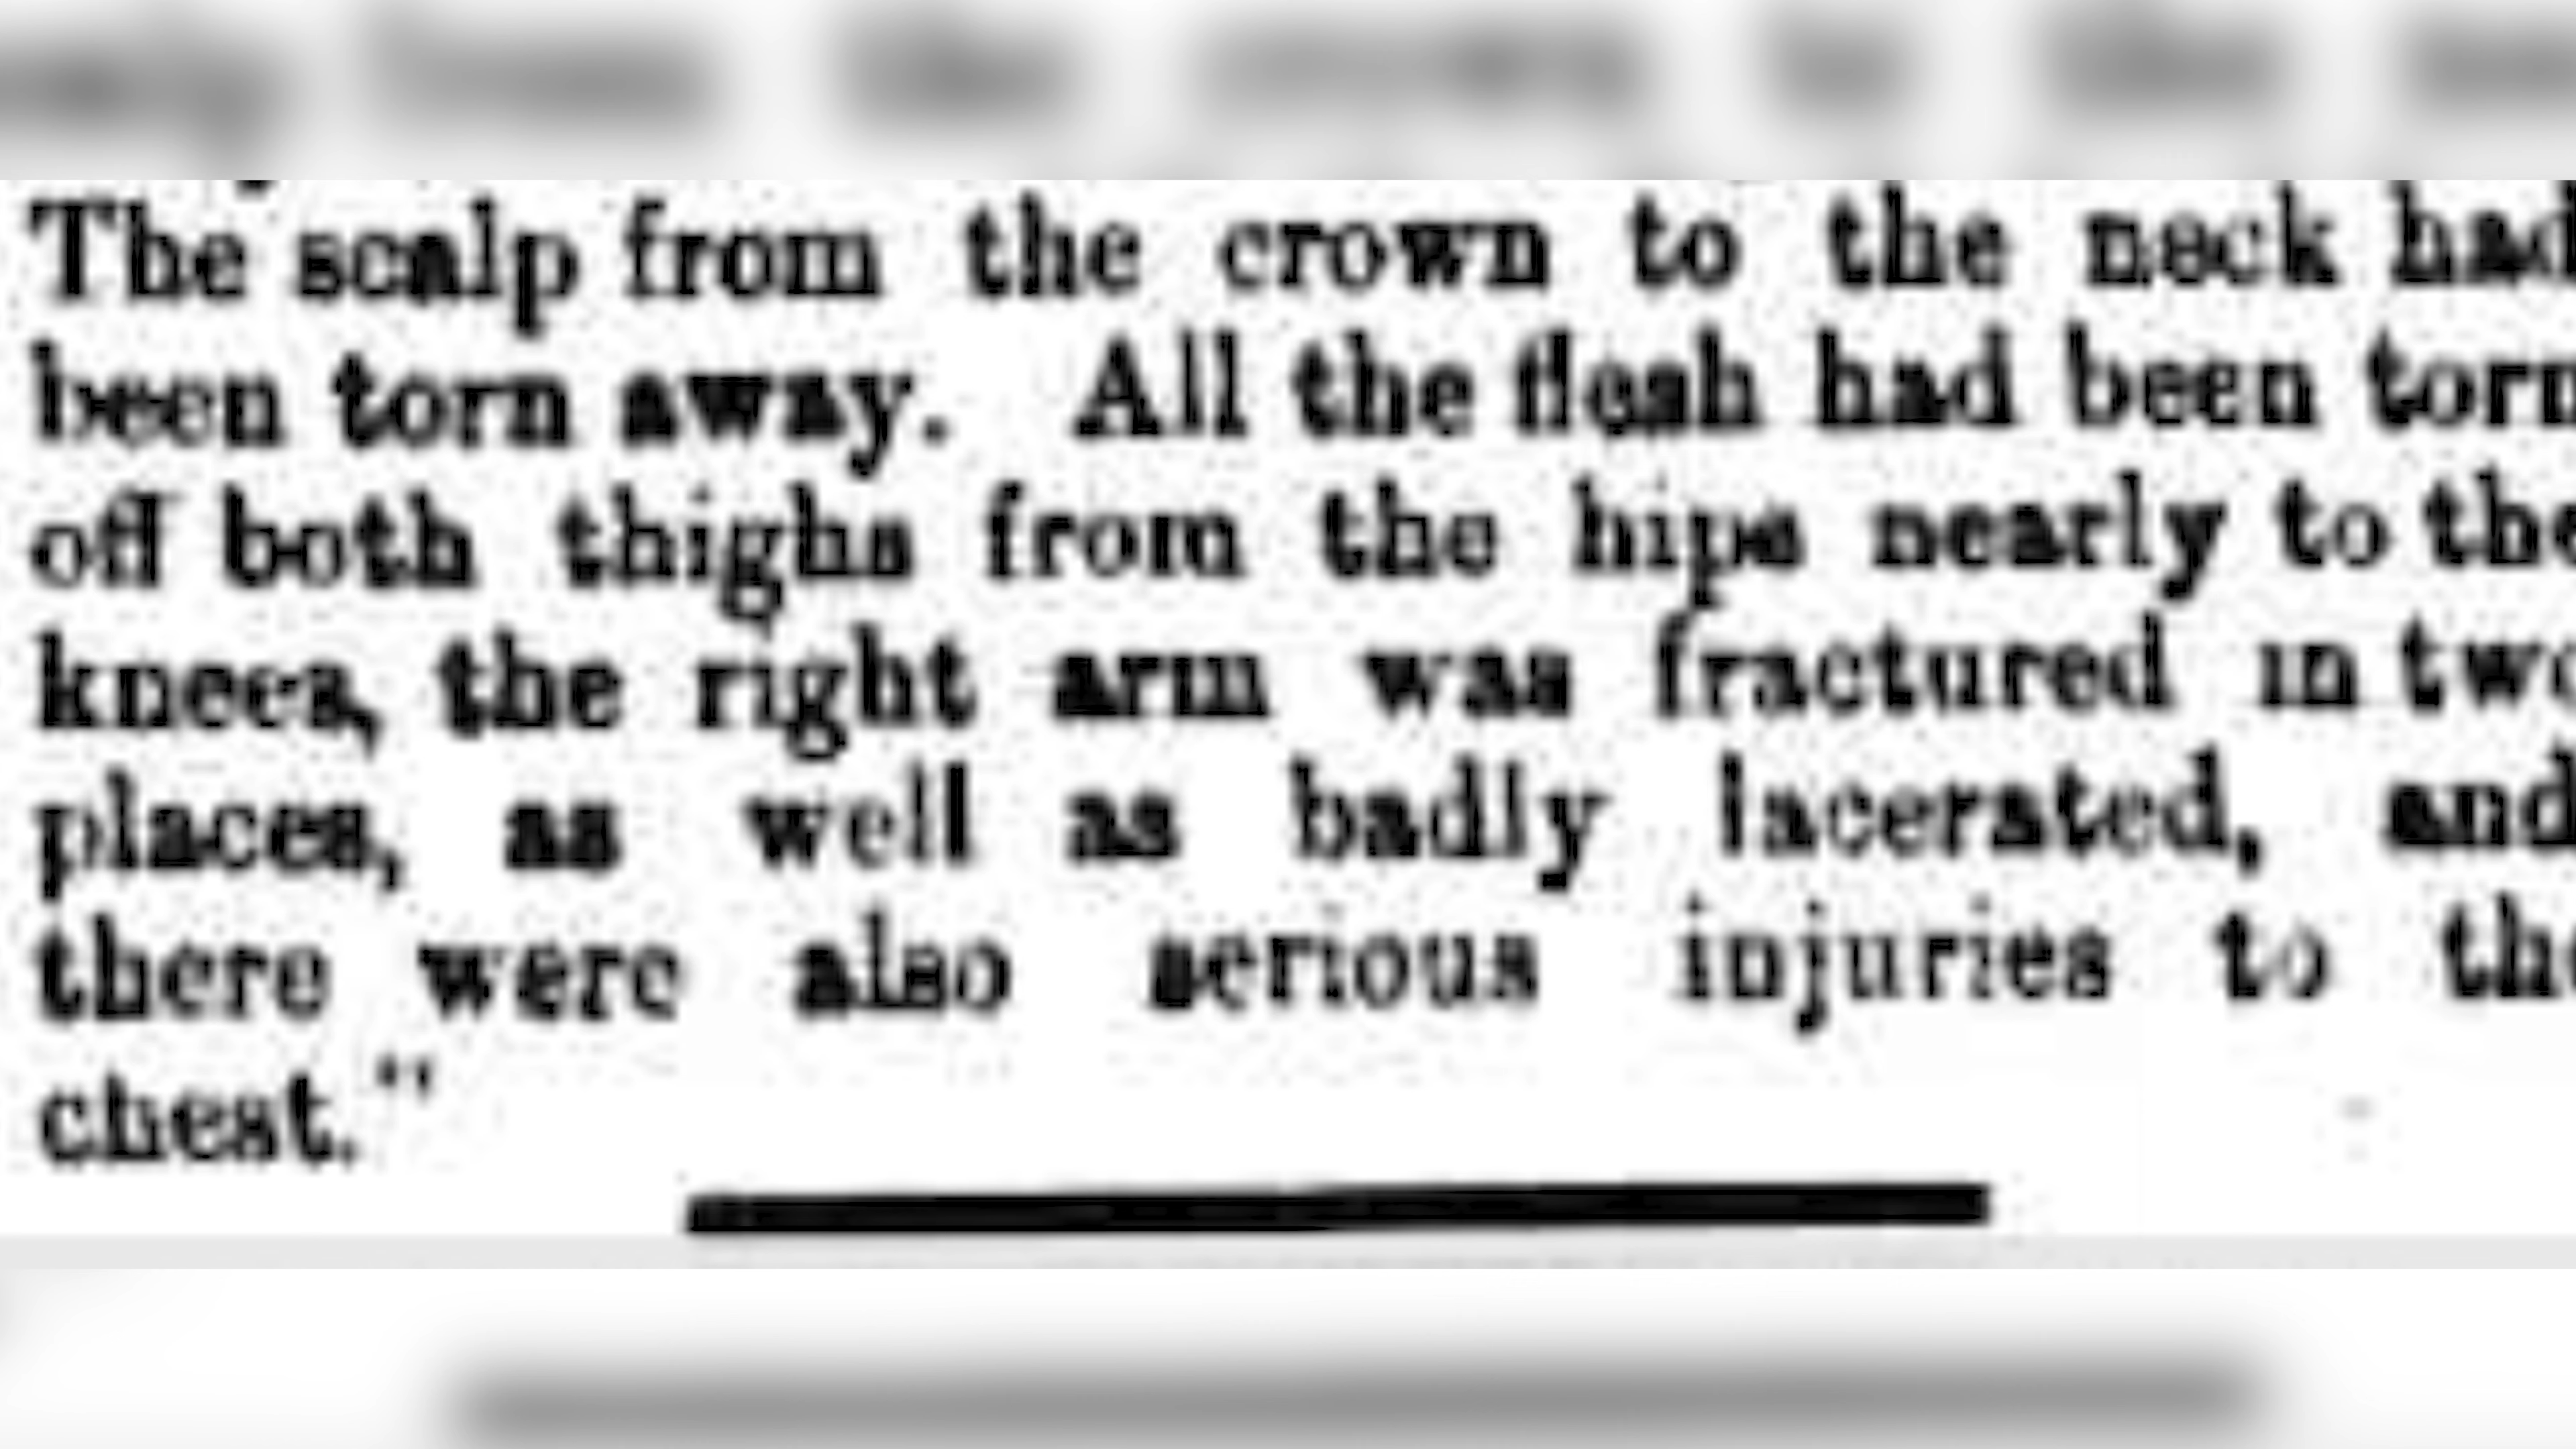 The scalp from the crown to the neck had
been torn away. All the flesh had been torn
off both thighs from the hips nearly to the
knees, the right arm was fractured in two
places, as well as badly lacerated, and
there were also serious injuries to the
chest."